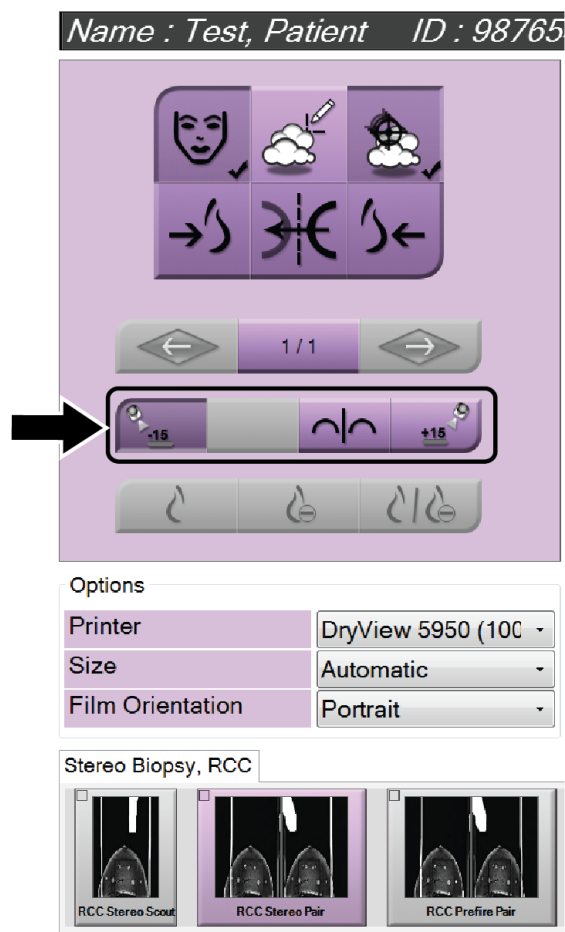 Name : Test, Patient ID : 98765
1 / 1
-15 +15
Options
Printer DryView 5950 (100
Size Automatic
Film Orientation Portrait
Stereo Biopsy, RCC
RCC Stereo Scout RCC Stereo Pair RCC Prefire Pair